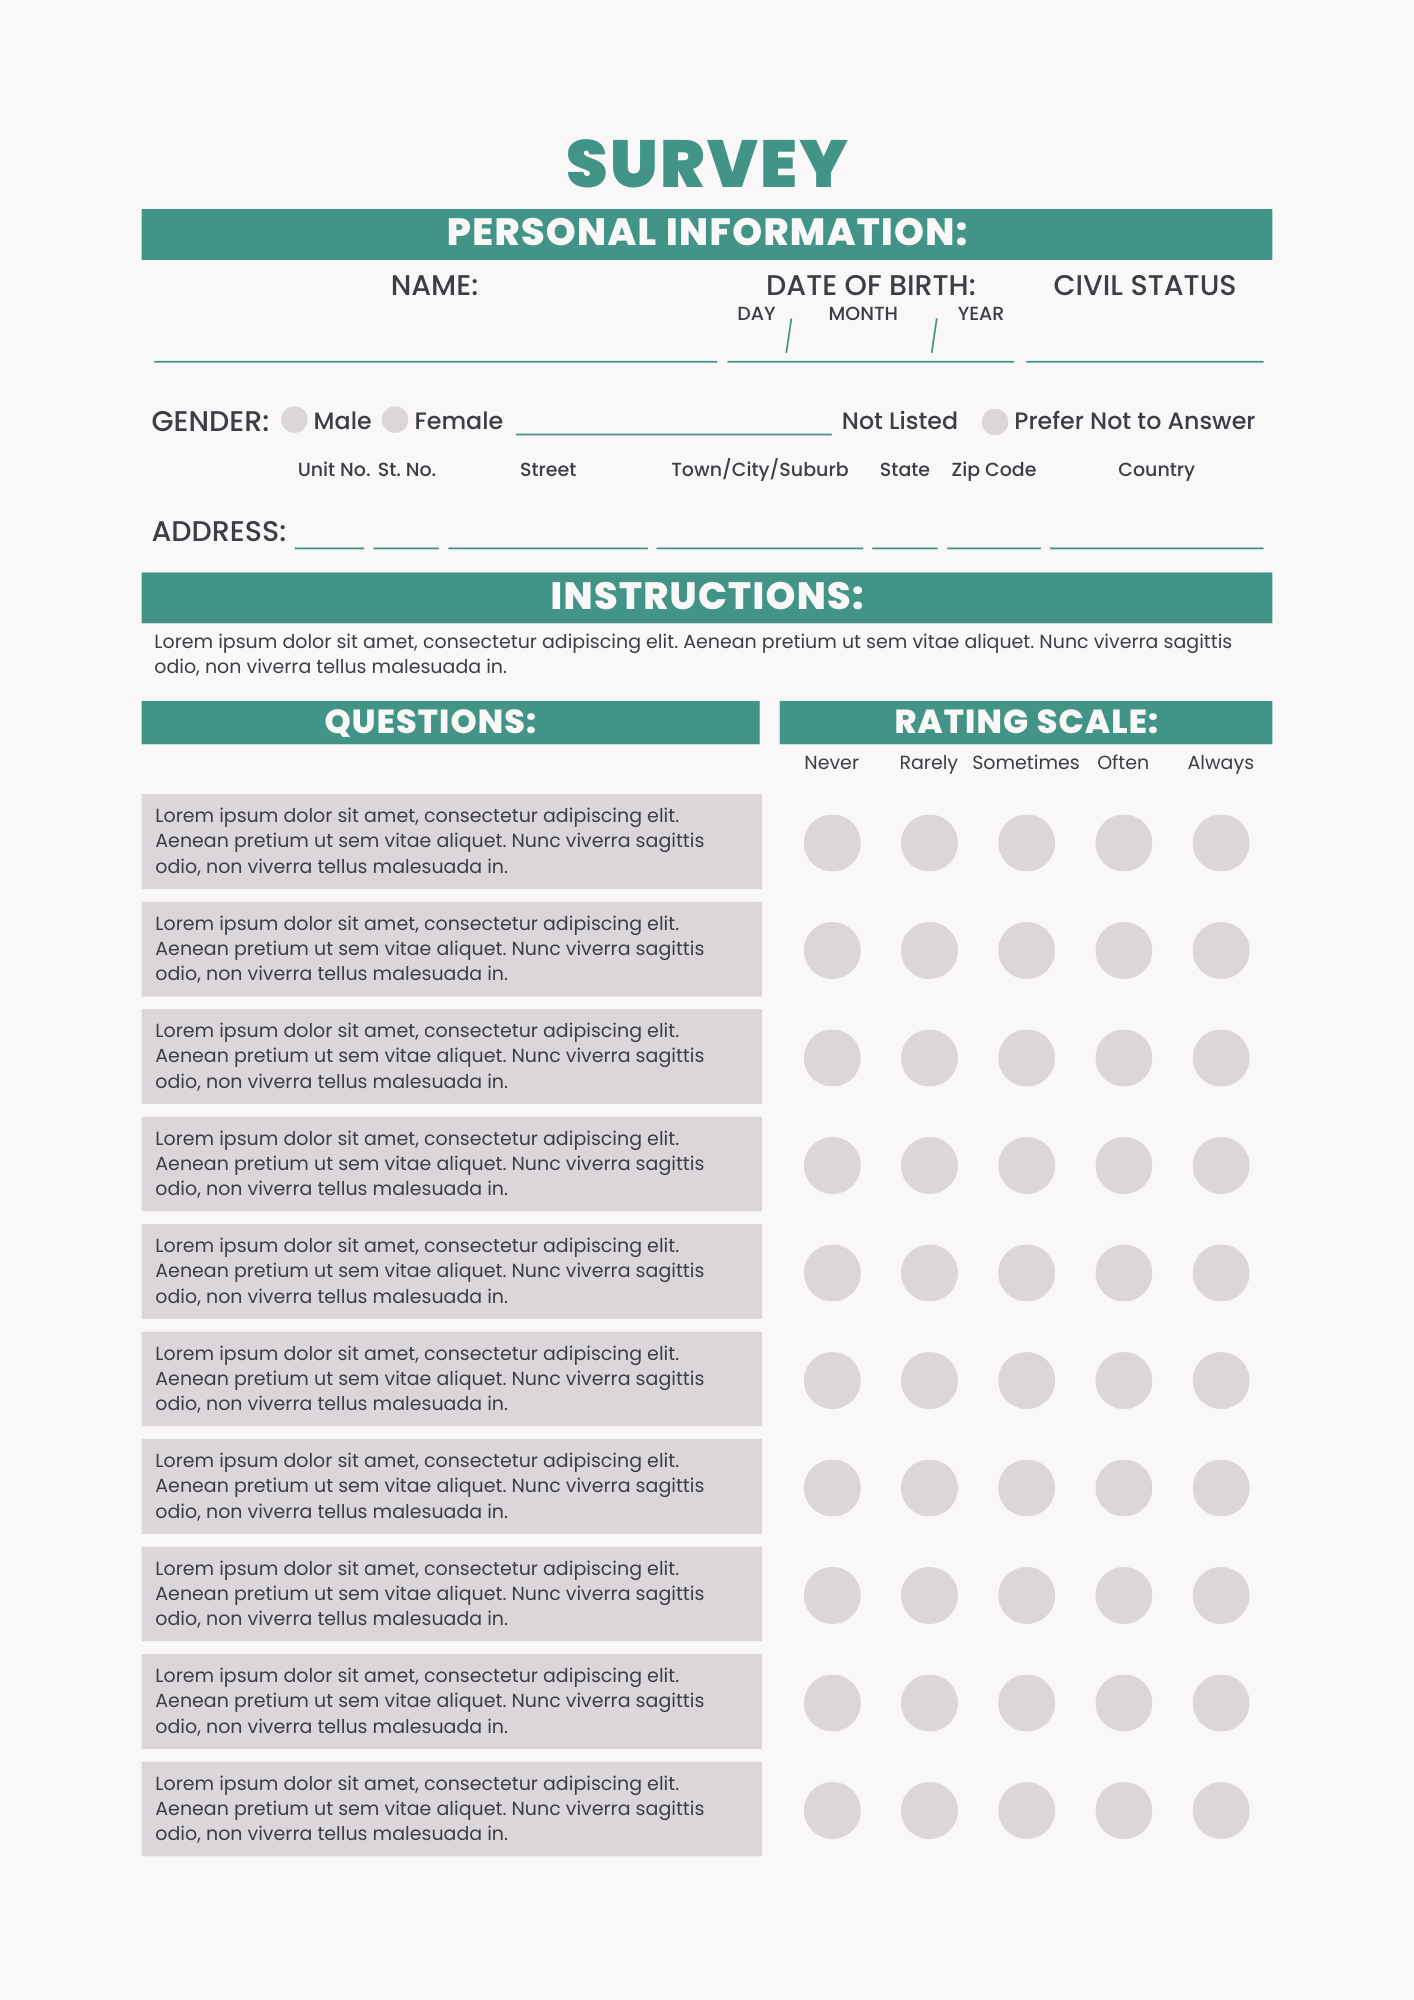 SURVEY
PERSONAL INFORMATION:
NAME: DATE OF BIRTH: CIVIL STATUS
DAY / MONTH / YEAR
GENDER: Male Female Not Listed Prefer Not to Answer
Unit No. St. No. Street Town/City/Suburb State Zip Code Country
ADDRESS:
INSTRUCTIONS:
Lorem ipsum dolor sit amet, consectetur adipiscing elit. Aenean pretium ut sem vitae aliquet. Nunc viverra sagittis
odio, non viverra tellus malesuada in.
QUESTIONS: RATING SCALE:
Never Rarely Sometimes Often Always
Lorem ipsum dolor sit amet, consectetur adipiscing elit.
Aenean pretium ut sem vitae aliquet. Nunc viverra sagittis
odio, non viverra tellus malesuada in.
Lorem ipsum dolor sit amet, consectetur adipiscing elit.
Aenean pretium ut sem vitae aliquet. Nunc viverra sagittis
odio, non viverra tellus malesuada in.
Lorem ipsum dolor sit amet, consectetur adipiscing elit.
Aenean pretium ut sem vitae aliquet. Nunc viverra sagittis
odio, non viverra tellus malesuada in.
Lorem ipsum dolor sit amet, consectetur adipiscing elit.
Aenean pretium ut sem vitae aliquet. Nunc viverra sagittis
odio, non viverra tellus malesuada in.
Lorem ipsum dolor sit amet, consectetur adipiscing elit.
Aenean pretium ut sem vitae aliquet. Nunc viverra sagittis
odio, non viverra tellus malesuada in.
Lorem ipsum dolor sit amet, consectetur adipiscing elit.
Aenean pretium ut sem vitae aliquet. Nunc viverra sagittis
odio, non viverra tellus malesuada in.
Lorem ipsum dolor sit amet, consectetur adipiscing elit.
Aenean pretium ut sem vitae aliquet. Nunc viverra sagittis
odio, non viverra tellus malesuada in.
Lorem ipsum dolor sit amet, consectetur adipiscing elit.
Aenean pretium ut sem vitae aliquet. Nunc viverra sagittis
odio, non viverra tellus malesuada in.
Lorem ipsum dolor sit amet, consectetur adipiscing elit.
Aenean pretium ut sem vitae aliquet. Nunc viverra sagittis
odio, non viverra tellus malesuada in.
Lorem ipsum dolor sit amet, consectetur adipiscing elit.
Aenean pretium ut sem vitae aliquet. Nunc viverra sagittis
odio, non viverra tellus malesuada in.